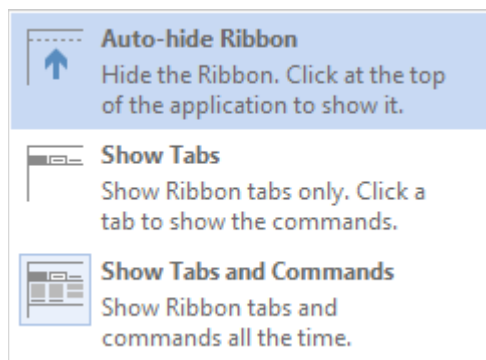 Auto-hide Ribbon
Hide the Ribbon. Click at the top
of the application to show it.
Show Tabs
Show Ribbon tabs only. Click a
tab to show the commands.
Show Tabs and Commands
Show Ribbon tabs and
commands all the time.